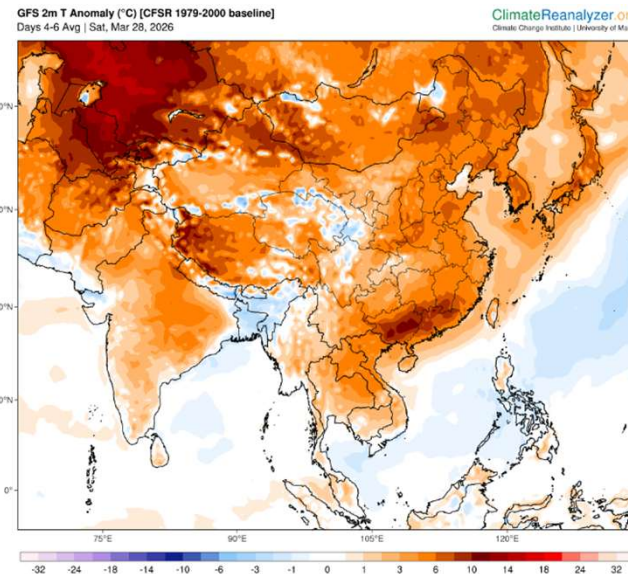 GFS 2m T Anomaly (°C) [CFSR 1979-2000 baseline]
Days 4-6 Avg | Sat, Mar 28, 2026
ClimateReanalyzer.or
Climate Change Institute | University of Ma
0°
75°E
90°E
105°E
120°E
-32 -24 -18 -14 -10 -6 -3 -1 0 1 3 6 10 14 18 24 32